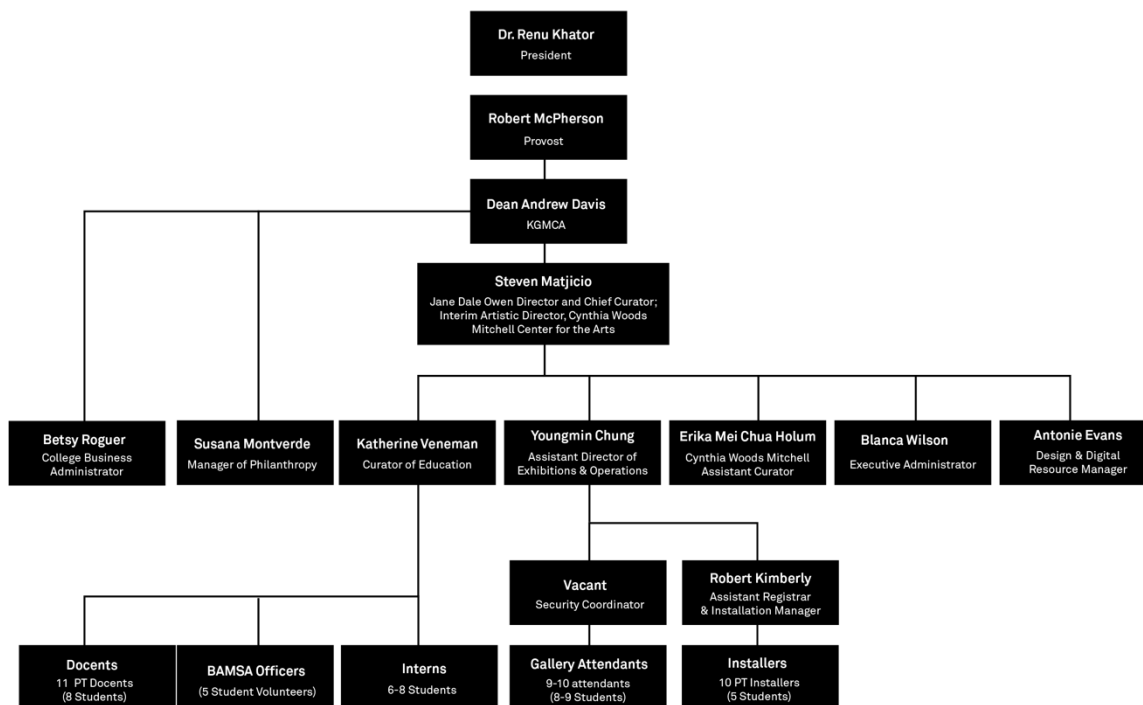 Dr. Renu Khator
President
Robert McPherson
Provost
Dean Andrew Davis
KGMCA
Steven Matjicio
Jane Dale Owen Director and Chief Curator;
Interim Artistic Director, Cynthia Woods
Mitchell Center for the Arts
Betsy Roguer
College Business
Administrator
Susana Montverde
Manager of Philanthropy
Katherine Veneman
Curator of Education
Youngmin Chung
Assistant Director of
Exhibitions & Operations
Erika Mei Chua Holum
Cynthia Woods Mitchell
Assistant Curator
Blanca Wilson
Executive Administrator
Antonie Evans
Design & Digital
Resource Manager
Vacant
Security Coordinator
Robert Kimberly
Assistant Registrar
& Installation Manager
Docents
11 PT Docents
(8 Students)
BAMSA Officers
(5 Student Volunteers)
Interns
6-8 Students
Gallery Attendants
9-10 attendants
(8-9 Students)
Installers
10 PT Installers
(5 Students)